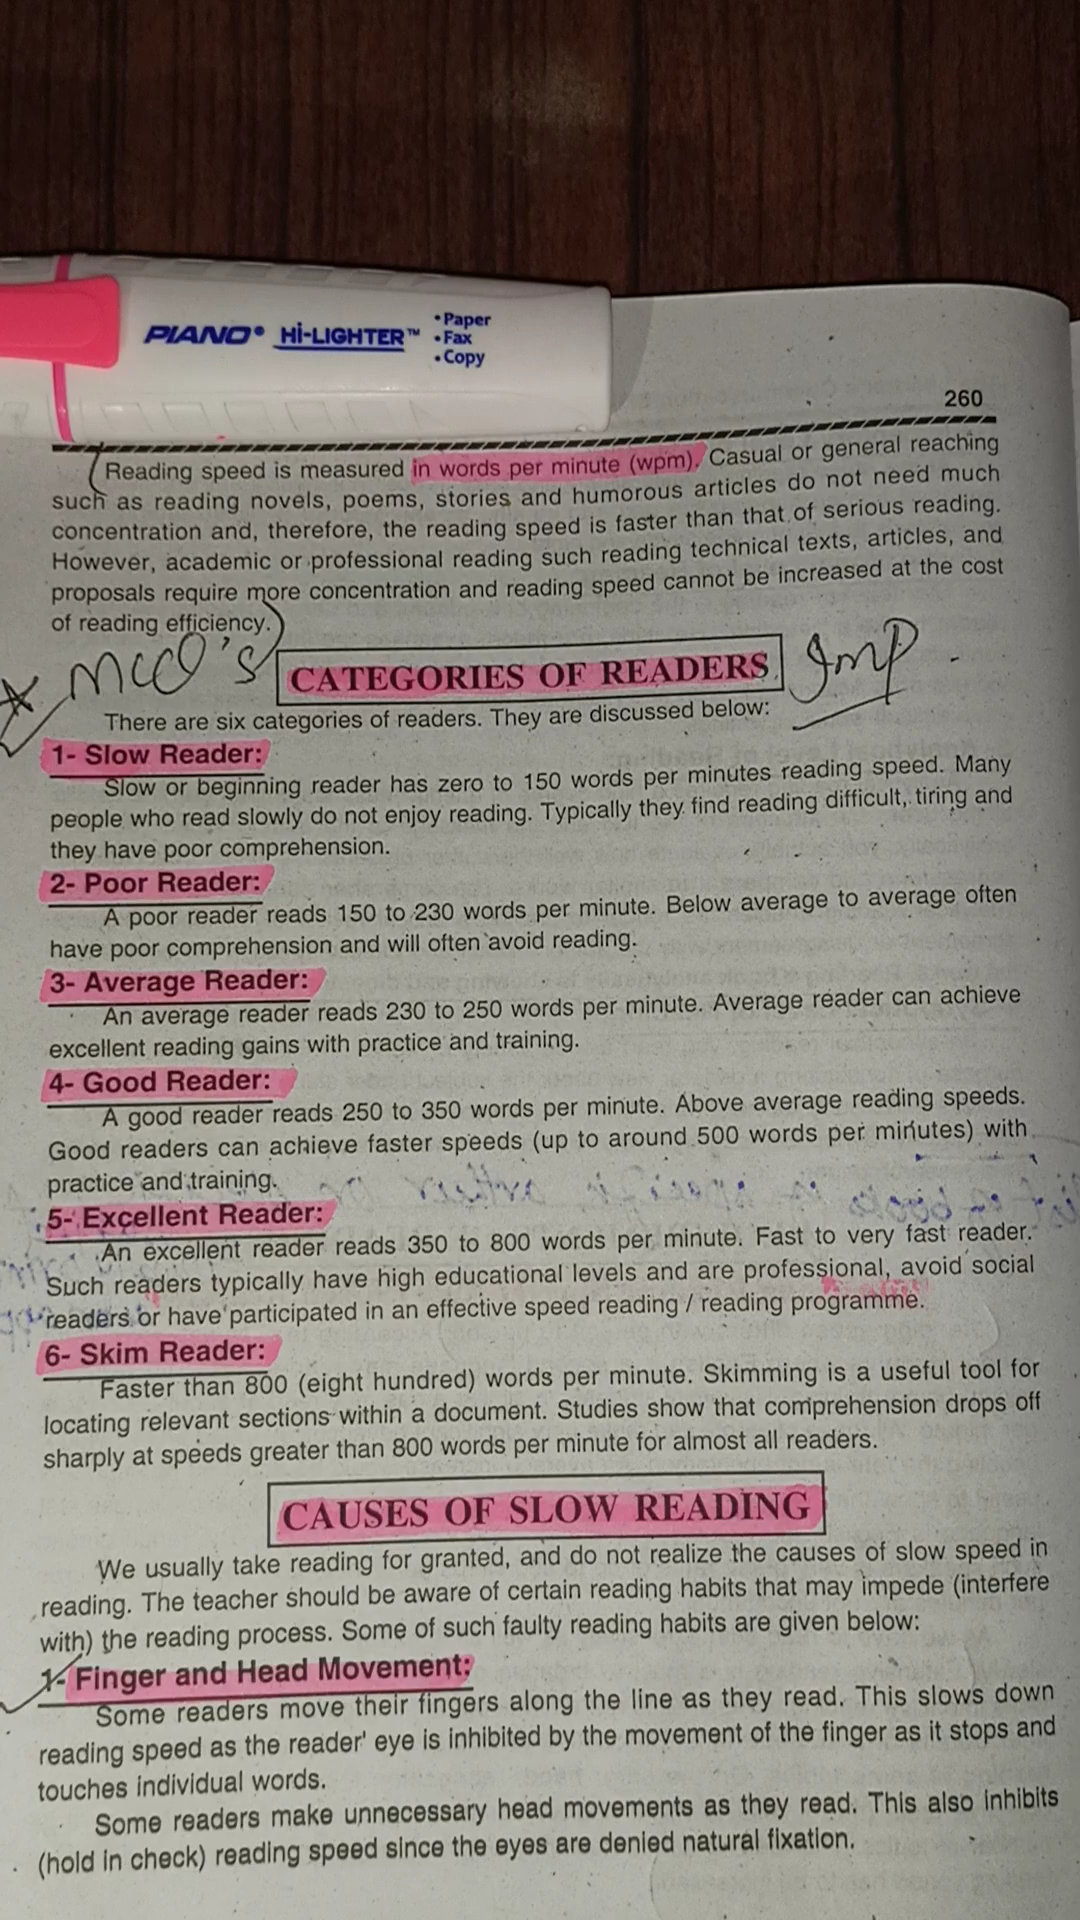 PIANO® Hi-LIGHTER™
•Paper
•Fax
•Copy
260
Reading speed is measured in words per minute (wpm). Casual or general reaching
such as reading novels, poems, stories and humorous articles do not need much
concentration and, therefore, the reading speed is faster than that of serious reading.
However, academic or professional reading such reading technical texts, articles, and
proposals require more concentration and reading speed cannot be increased at the cost
of reading efficiency.
MCQ's
CATEGORIES OF READERS
Imp
There are six categories of readers. They are discussed below:
1- Slow Reader:
Slow or beginning reader has zero to 150 words per minutes reading speed. Many
people who read slowly do not enjoy reading. Typically they find reading difficult, tiring and
they have poor comprehension.
2- Poor Reader:
A poor reader reads 150 to 230 words per minute. Below average to average often
have poor comprehension and will often avoid reading.
3- Average Reader:
An average reader reads 230 to 250 words per minute. Average reader can achieve
excellent reading gains with practice and training.
4- Good Reader:
A good reader reads 250 to 350 words per minute. Above average reading speeds.
Good readers can achieve faster speeds (up to around 500 words per minutes) with
practice and training.
5- Excellent Reader:
An excellent reader reads 350 to 800 words per minute. Fast to very fast reader.
Such readers typically have high educational levels and are professional, avoid social
readers or have participated in an effective speed reading / reading programme.
6- Skim Reader:
Faster than 800 (eight hundred) words per minute. Skimming is a useful tool for
locating relevant sections within a document. Studies show that comprehension drops off
sharply at speeds greater than 800 words per minute for almost all readers.
CAUSES OF SLOW READING
We usually take reading for granted, and do not realize the causes of slow speed in
reading. The teacher should be aware of certain reading habits that may impede (interfere
with) the reading process. Some of such faulty reading habits are given below:
1- Finger and Head Movement:
Some readers move their fingers along the line as they read. This slows down
reading speed as the reader' eye is inhibited by the movement of the finger as it stops and
touches individual words.
Some readers make unnecessary head movements as they read. This also inhibits
(hold in check) reading speed since the eyes are denied natural fixation.